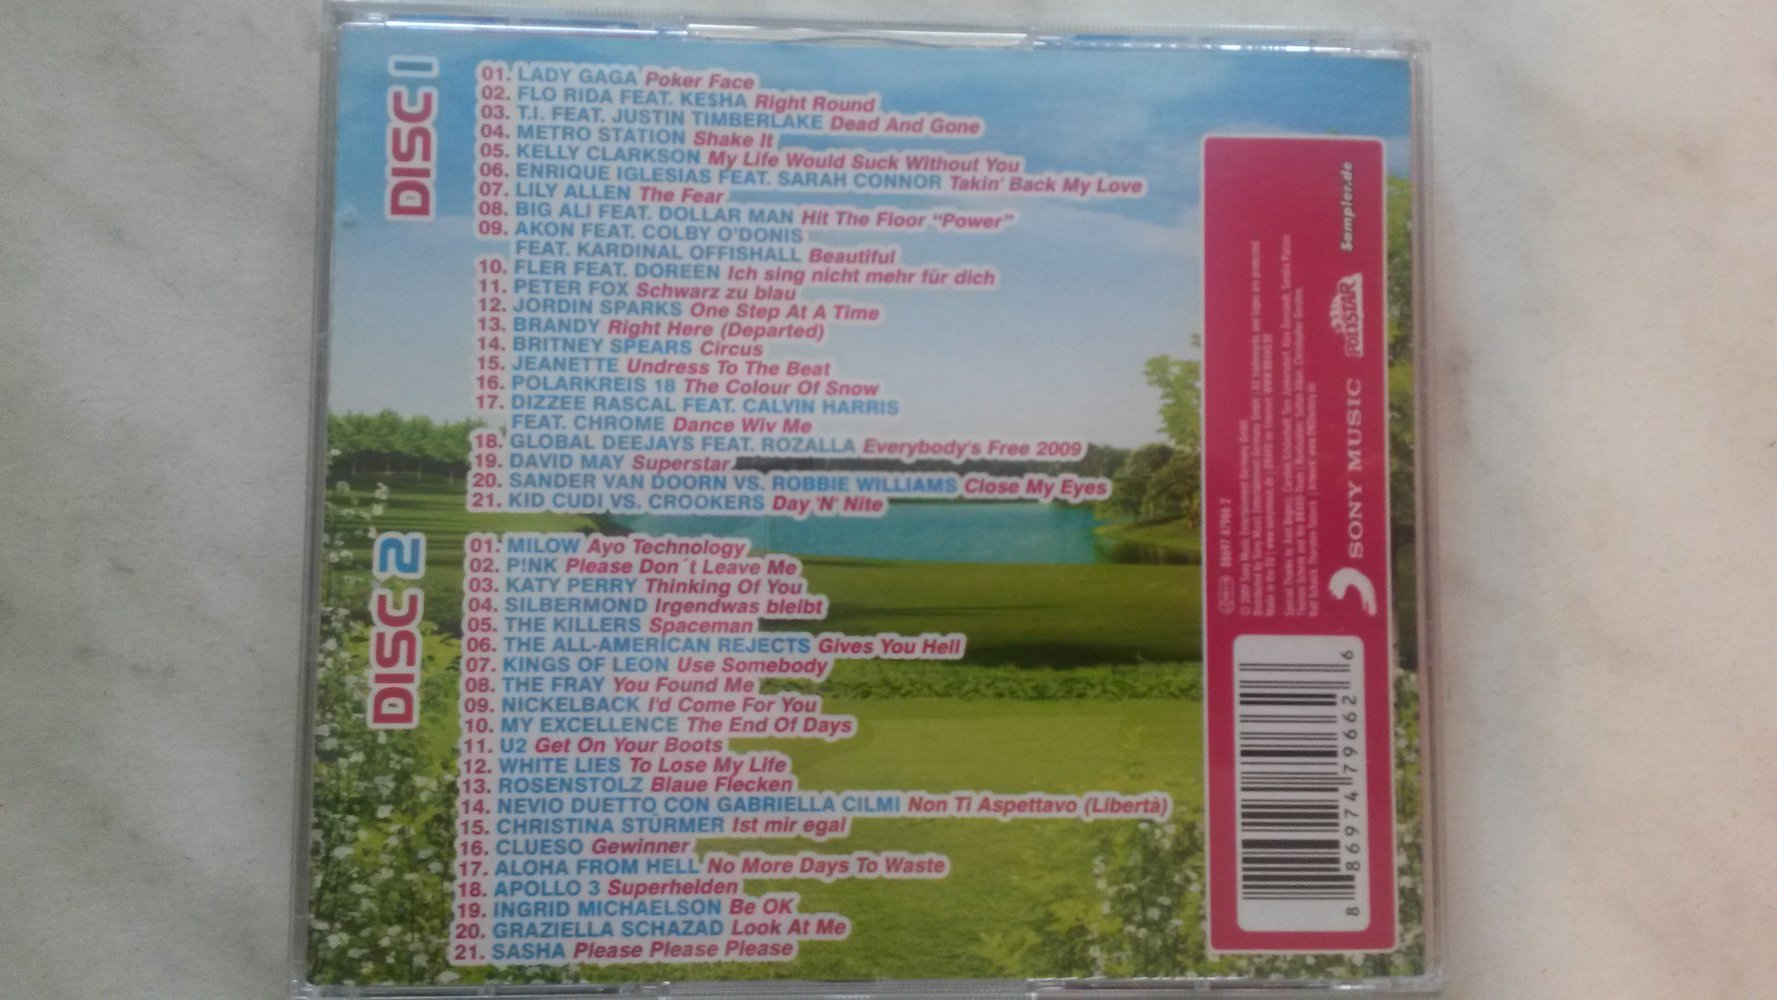 DISC 1
01. LADY GAGA Poker Face
02. FLO RIDA FEAT. KE$HA Right Round
03. T.I. FEAT. JUSTIN TIMBERLAKE Dead And Gone
04. METRO STATION Shake It
05. KELLY CLARKSON My Life Would Suck Without You
06. ENRIQUE IGLESIAS FEAT. SARAH CONNOR Takin' Back My Love
07. LILY ALLEN The Fear
08. BIG ALI FEAT. DOLLAR MAN Hit The Floor “Power”
09. AKON FEAT. COLBY O'DONIS
FEAT. KARDINAL OFFISHALL Beautiful
10. FLER FEAT. DOREEN Ich sing nicht mehr für dich
11. PETER FOX Schwarz zu blau
12. JORDIN SPARKS One Step At A Time
13. BRANDY Right Here (Departed)
14. BRITNEY SPEARS Circus
15. JEANETTE Undress To The Beat
16. POLARKREIS 18 The Colour Of Snow
17. DIZZEE RASCAL FEAT. CALVIN HARRIS
FEAT. CHROME Dance Wiv Me
18. GLOBAL DEEJAYS FEAT. ROZALLA Everybody's Free 2009
19. DAVID MAY Superstar
20. SANDER VAN DOORN VS. ROBBIE WILLIAMS Close My Eyes
21. KID CUDI VS. CROOKERS Day 'N' Nite
DISC 2
01. MILOW Ayo Technology
02. P!NK Please Don´t Leave Me
03. KATY PERRY Thinking Of You
04. SILBERMOND Irgendwas bleibt
05. THE KILLERS Spaceman
06. THE ALL-AMERICAN REJECTS Gives You Hell
07. KINGS OF LEON Use Somebody
08. THE FRAY You Found Me
09. NICKELBACK I'd Come For You
10. MY EXCELLENCE The End Of Days
11. U2 Get On Your Boots
12. WHITE LIES To Lose My Life
13. ROSENSTOLZ Blaue Flecken
14. NEVIO DUETTO CON GABRIELLA CILMI Non Ti Aspettavo (Libertà)
15. CHRISTINA STÜRMER Ist mir egal
16. CLUESO Gewinner
17. ALOHA FROM HELL No More Days To Waste
18. APOLLO 3 Superhelden
19. INGRID MICHAELSON Be OK
20. GRAZIELLA SCHAZAD Look At Me
21. SASHA Please Please Please
88697 47966 2
SONY MUSIC
POLYSTAR
Sampler.de
8 86974 79662 6